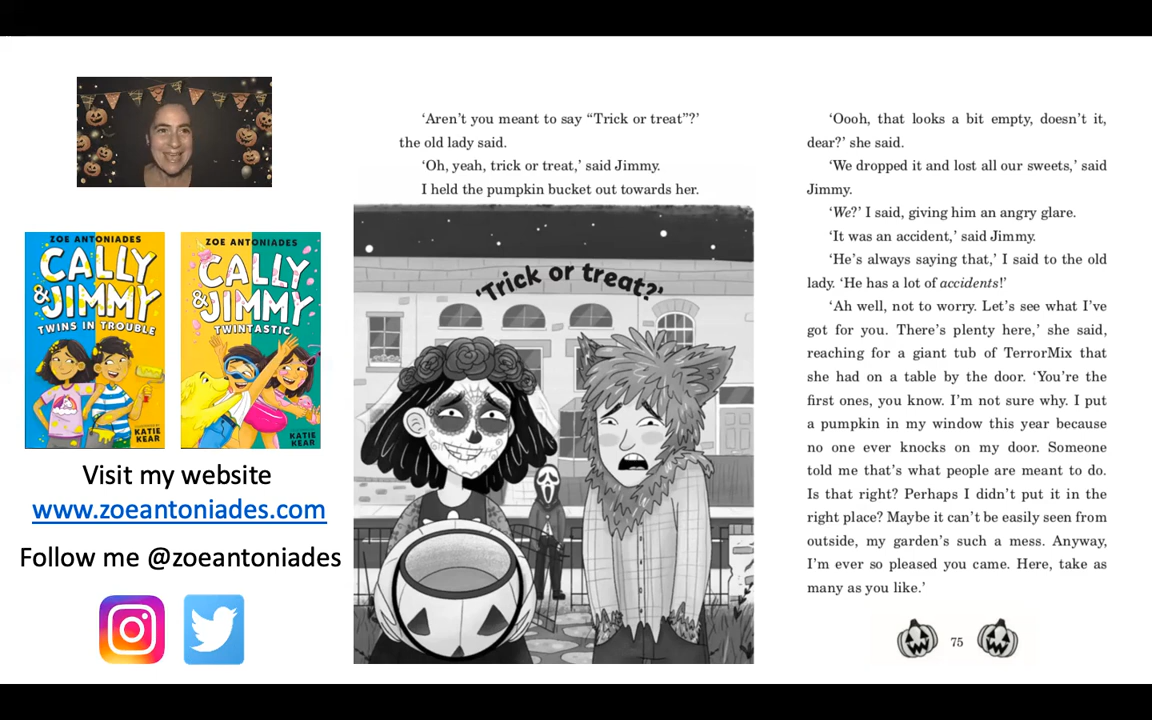 ZOE ANTONIADES
CALLY
& JIMMY
TWINS IN TROUBLE
ILLUSTRATED BY
KATIE
KEAR
ZOE ANTONIADES
CALLY
& JIMMY
TWINTASTIC
KATIE
KEAR
Visit my website
www.zoeantoniades.com
Follow me @zoeantoniades
‘Aren’t you meant to say “Trick or treat”?’
the old lady said.
‘Oh, yeah, trick or treat,’ said Jimmy.
I held the pumpkin bucket out towards her.
‘Trick or treat?’
‘Oooh, that looks a bit empty, doesn’t it,
dear?’ she said.
‘We dropped it and lost all our sweets,’ said
Jimmy.
‘We?’ I said, giving him an angry glare.
‘It was an accident,’ said Jimmy.
‘He’s always saying that,’ I said to the old
lady. ‘He has a lot of accidents!’
‘Ah well, not to worry. Let’s see what I’ve
got for you. There’s plenty here,’ she said,
reaching for a giant tub of TerrorMix that
she had on a table by the door. ‘You’re the
first ones, you know. I’m not sure why. I put
a pumpkin in my window this year because
no one ever knocks on my door. Someone
told me that’s what people are meant to do.
Is that right? Perhaps I didn’t put it in the
right place? Maybe it can’t be easily seen from
outside, my garden’s such a mess. Anyway,
I’m ever so pleased you came. Here, take as
many as you like.’
75